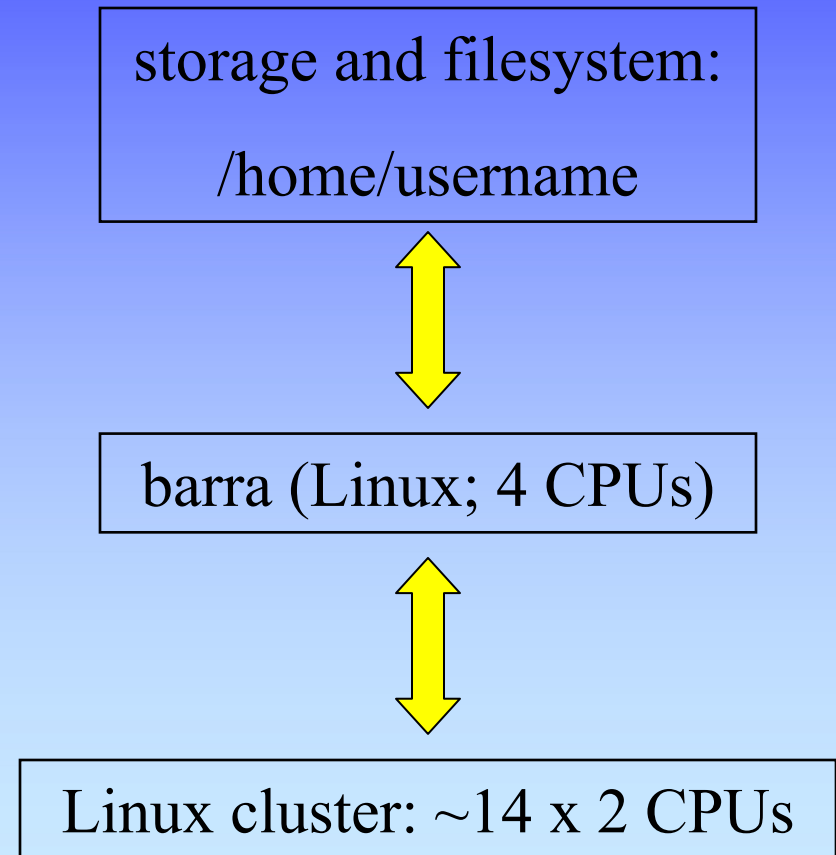 storage and filesystem:
/home/username
barra (Linux; 4 CPUs)
Linux cluster: ~14 x 2 CPUs